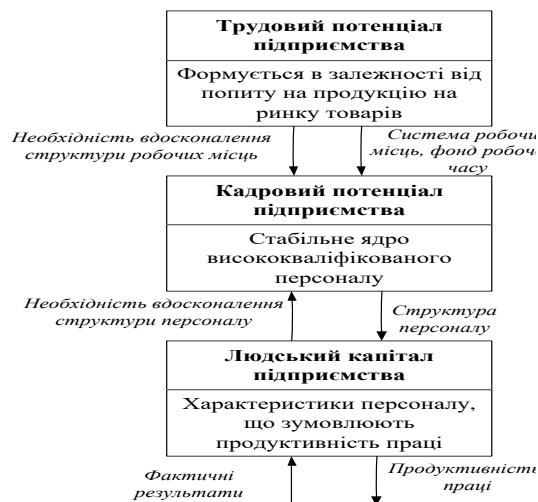 Трудовий потенціал
підприємства
Формується в залежності від
попиту на продукцію на
ринку товарів
Необхідність вдосконалення
структури робочих місць
Система робочи
місць, фонд робочо
часу
Кадровий потенціал
підприємства
Стабільне ядро
висококваліфікованого
персоналу
Необхідність вдосконалення
структури персоналу
Структура
персоналу
Людський капітал
підприємства
Характеристики персоналу,
що зумовлюють
продуктивність праці
Фактичні
результати
Продуктивність
праці